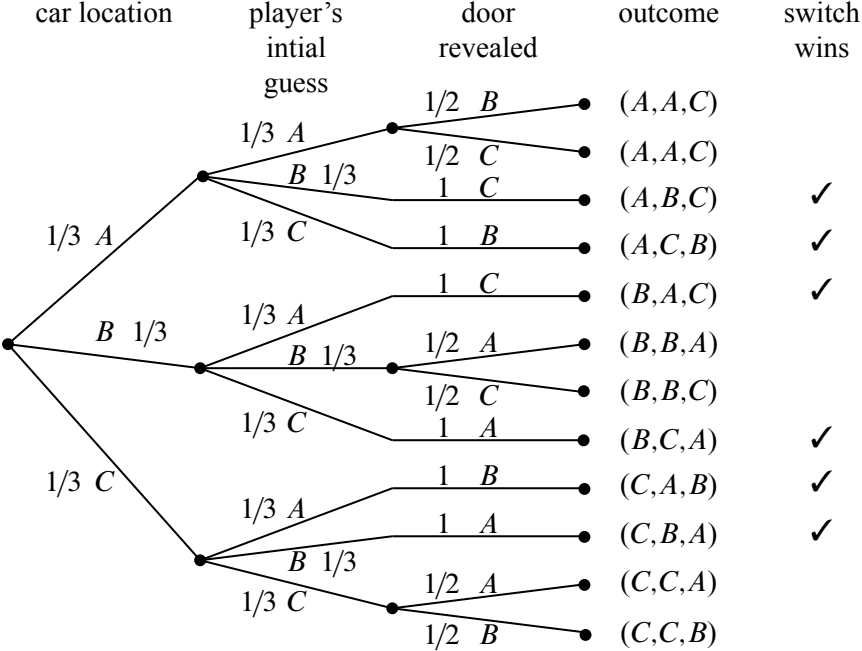 car location player's door outcome switch
intial revealed wins
guess
1/2 B (A,A,C)
1/3 A
1/2 C (A,A,C)
B 1/3 1 C (A,B,C) ✓
1/3 A 1/3 C 1 B (A,C,B) ✓
1 C (B,A,C) ✓
1/3 A
B 1/3 B 1/3 1/2 A (B,B,A)
1/2 C (B,B,C)
1/3 C 1 A (B,C,A) ✓
1/3 C 1 B (C,A,B) ✓
1/3 A
1 A (C,B,A) ✓
B 1/3
1/3 C 1/2 A (C,C,A)
1/2 B (C,C,B)